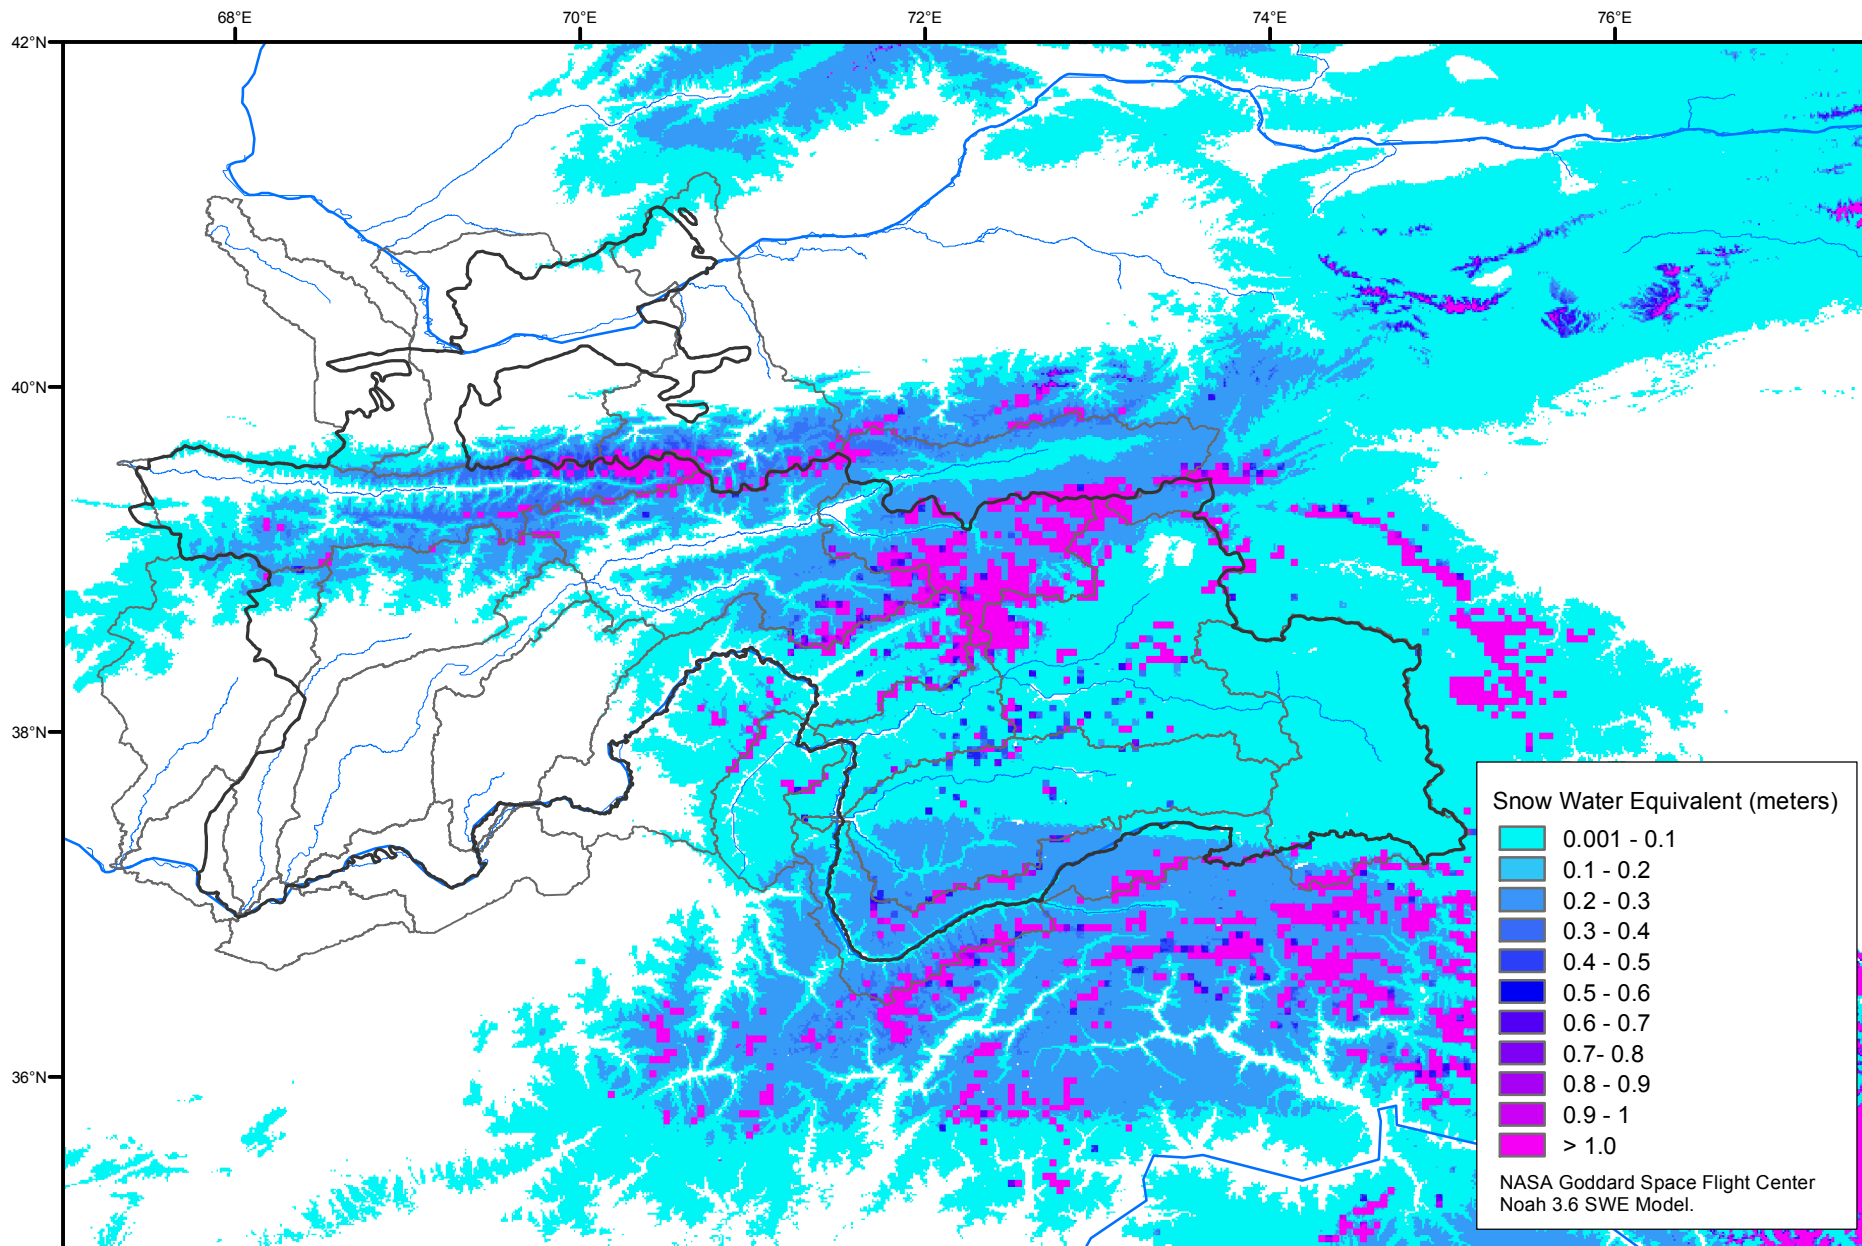 68°E
70°E
72°E
74°E
76°E
42°N
40°N
38°N
36°N
Snow Water Equivalent (meters)
0.001 - 0.1
0.1 - 0.2
0.2 - 0.3
0.3 - 0.4
0.4 - 0.5
0.5 - 0.6
0.6 - 0.7
0.7- 0.8
0.8 - 0.9
0.9 - 1
> 1.0
NASA Goddard Space Flight Center
Noah 3.6 SWE Model.